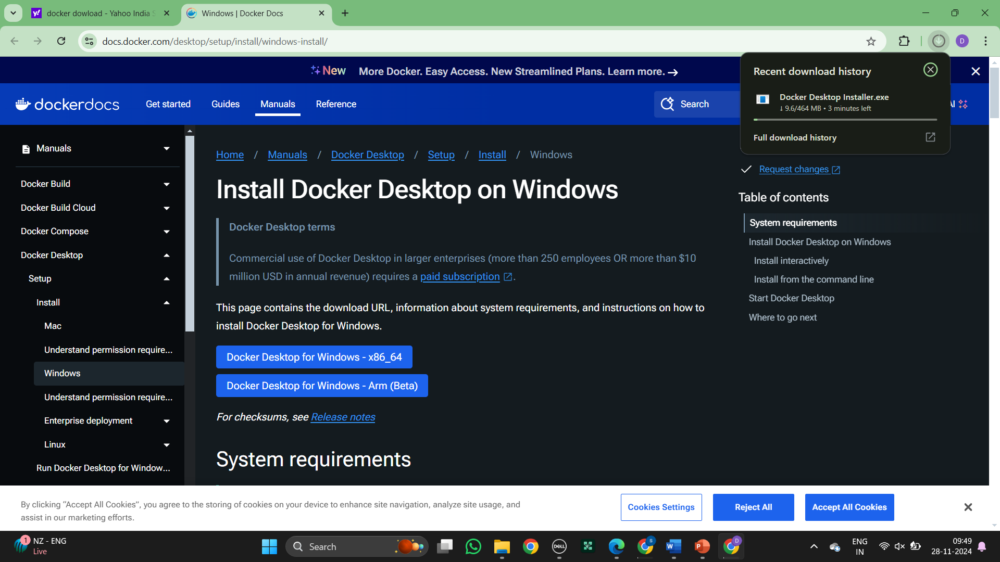 docker dowload - Yahoo India S
Windows | Docker Docs
docs.docker.com/desktop/setup/install/windows-install/
D
New More Docker. Easy Access. New Streamlined Plans. Learn more. →
Recent download history
Docker Desktop Installer.exe
↓ 9.6/464 MB • 3 minutes left
Full download history
dockerdocs
Get started
Guides
Manuals
Reference
Search
AI
Manuals
Docker Build
Docker Build Cloud
Docker Compose
Docker Desktop
Setup
Install
Mac
Understand permission require...
Windows
Understand permission require...
Enterprise deployment
Linux
Run Docker Desktop for Window...
Home / Manuals / Docker Desktop / Setup / Install / Windows
Install Docker Desktop on Windows
Docker Desktop terms
Commercial use of Docker Desktop in larger enterprises (more than 250 employees OR more than $10
million USD in annual revenue) requires a paid subscription.
This page contains the download URL, information about system requirements, and instructions on how to
install Docker Desktop for Windows.
Docker Desktop for Windows - x86_64
Docker Desktop for Windows - Arm (Beta)
For checksums, see Release notes
System requirements
Request changes
Table of contents
System requirements
Install Docker Desktop on Windows
Install interactively
Install from the command line
Start Docker Desktop
Where to go next
By clicking “Accept All Cookies”, you agree to the storing of cookies on your device to enhance site navigation, analyze site usage, and
assist in our marketing efforts.
Cookies Settings
Reject All
Accept All Cookies
1
NZ - ENG
Live
Search
DELL
S
W
P
D
ENG
IN
09:49
28-11-2024